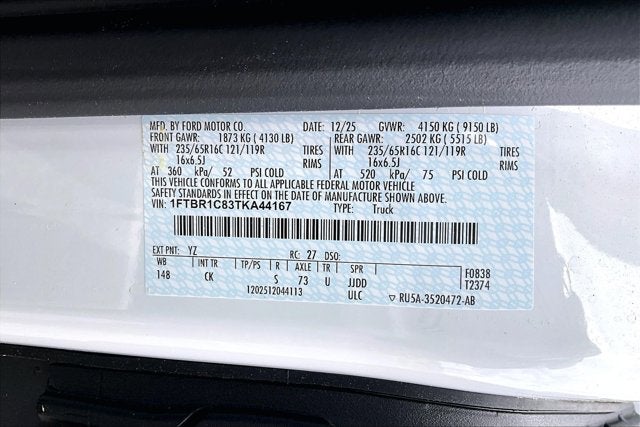 MFD. BY FORD MOTOR CO. DATE: 12/25 GVWR: 4150 KG ( 9150 LB)
FRONT GAWR: 1873 KG ( 4130 LB) REAR GAWR: 2502 KG ( 5515 LB)
WITH 235/65R16C 121/119R TIRES WITH 235/65R16C 121/119R TIRES
16x6.5J RIMS 16x6.5J RIMS
AT 360 kPa/ 52 PSI COLD AT 520 kPa/ 75 PSI COLD
THIS VEHICLE CONFORMS TO ALL APPLICABLE FEDERAL MOTOR VEHICLE
SAFETY STANDARDS IN EFFECT ON THE DATE OF MANUFACTURE SHOWN ABOVE.
VIN: 1FTBR1C83TKA44167 TYPE: Truck
EXT PNT: YZ RC: 27 DSO:
WB INT TR TP/PS R AXLE TR SPR F0838
148 CK S 73 U JJDD T2374
1202512044113 ULC RU5A-3520472-AB